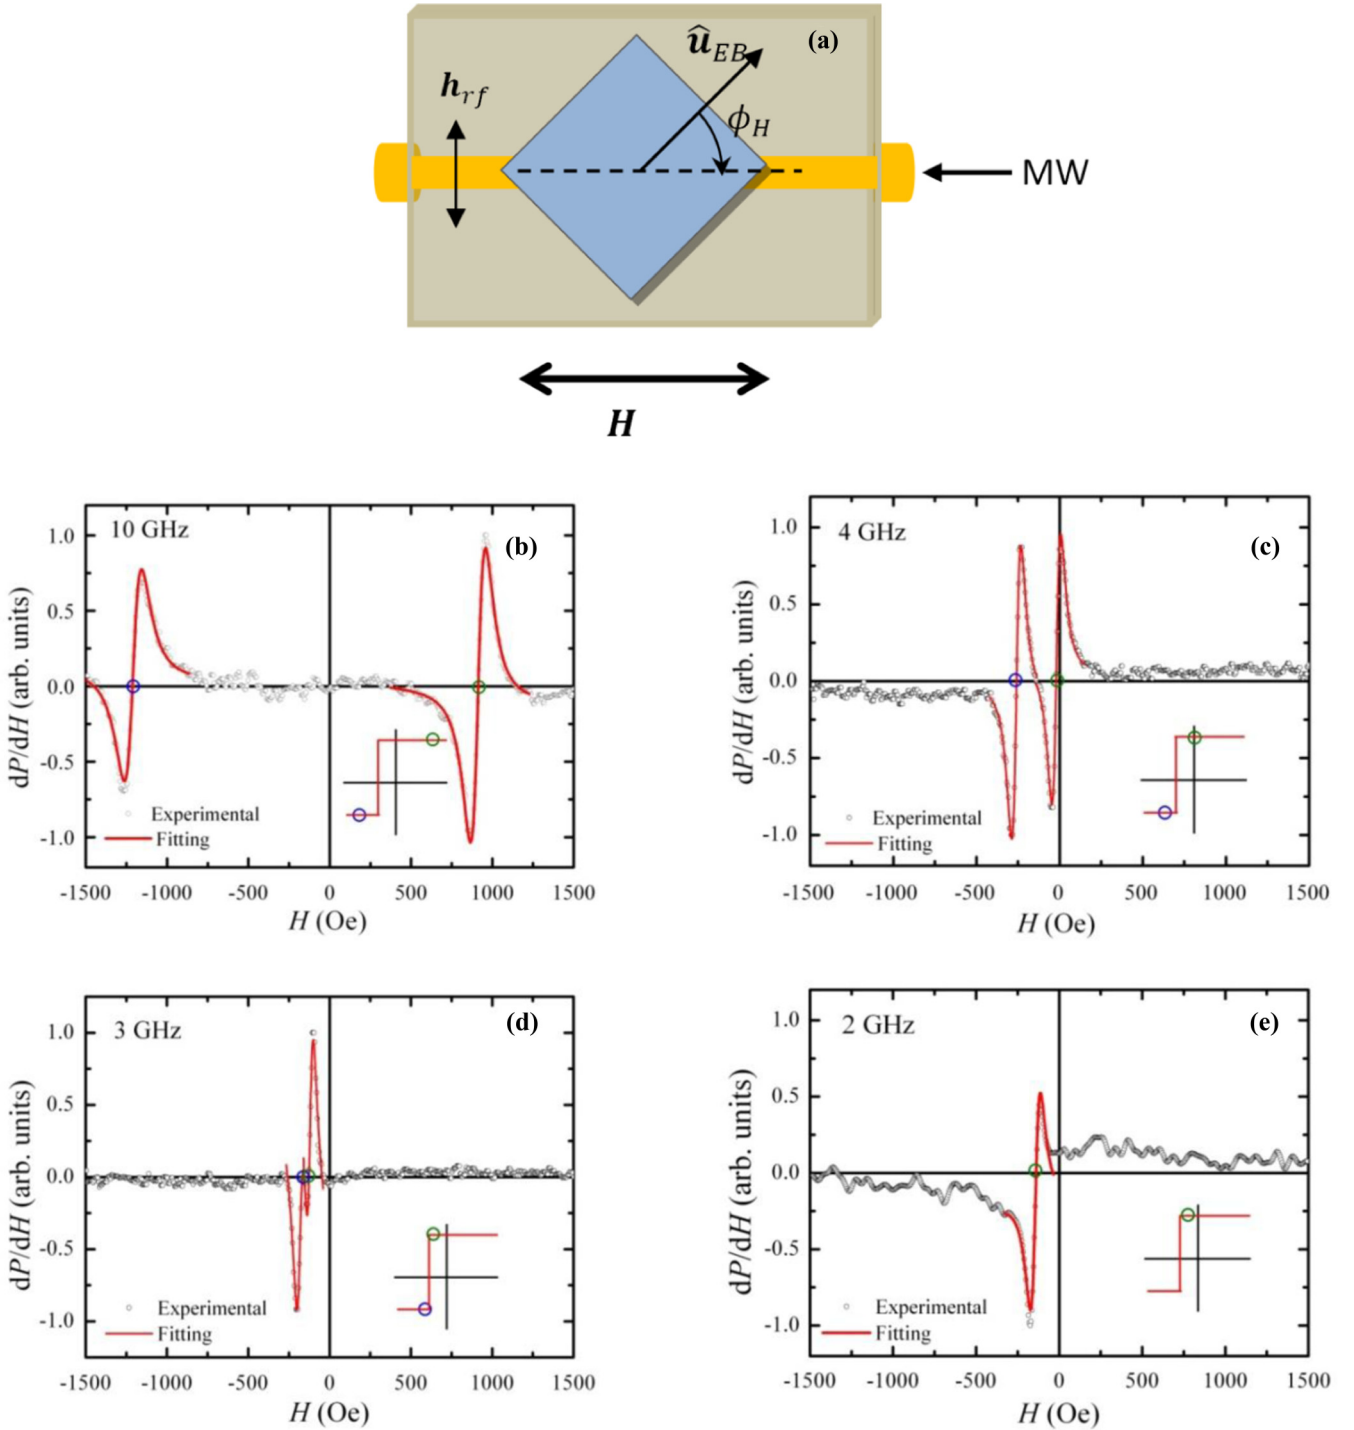 (a)
û_EB
h_rf
ϕ_H
MW
H
10 GHz
(b)
1.0
0.5
0.0
-0.5
-1.0
dP/dH (arb. units)
Experimental
Fitting
-1500 -1000 -500 0 500 1000 1500
H (Oe)
4 GHz
(c)
1.0
0.5
0.0
-0.5
-1.0
dP/dH (arb. units)
Experimental
Fitting
-1500 -1000 -500 0 500 1000 1500
H (Oe)
3 GHz
(d)
1.0
0.5
0.0
-0.5
-1.0
dP/dH (arb. units)
Experimental
Fitting
-1500 -1000 -500 0 500 1000 1500
H (Oe)
2 GHz
(e)
1.0
0.5
0.0
-0.5
-1.0
dP/dH (arb. units)
Experimental
Fitting
-1500 -1000 -500 0 500 1000 1500
H (Oe)